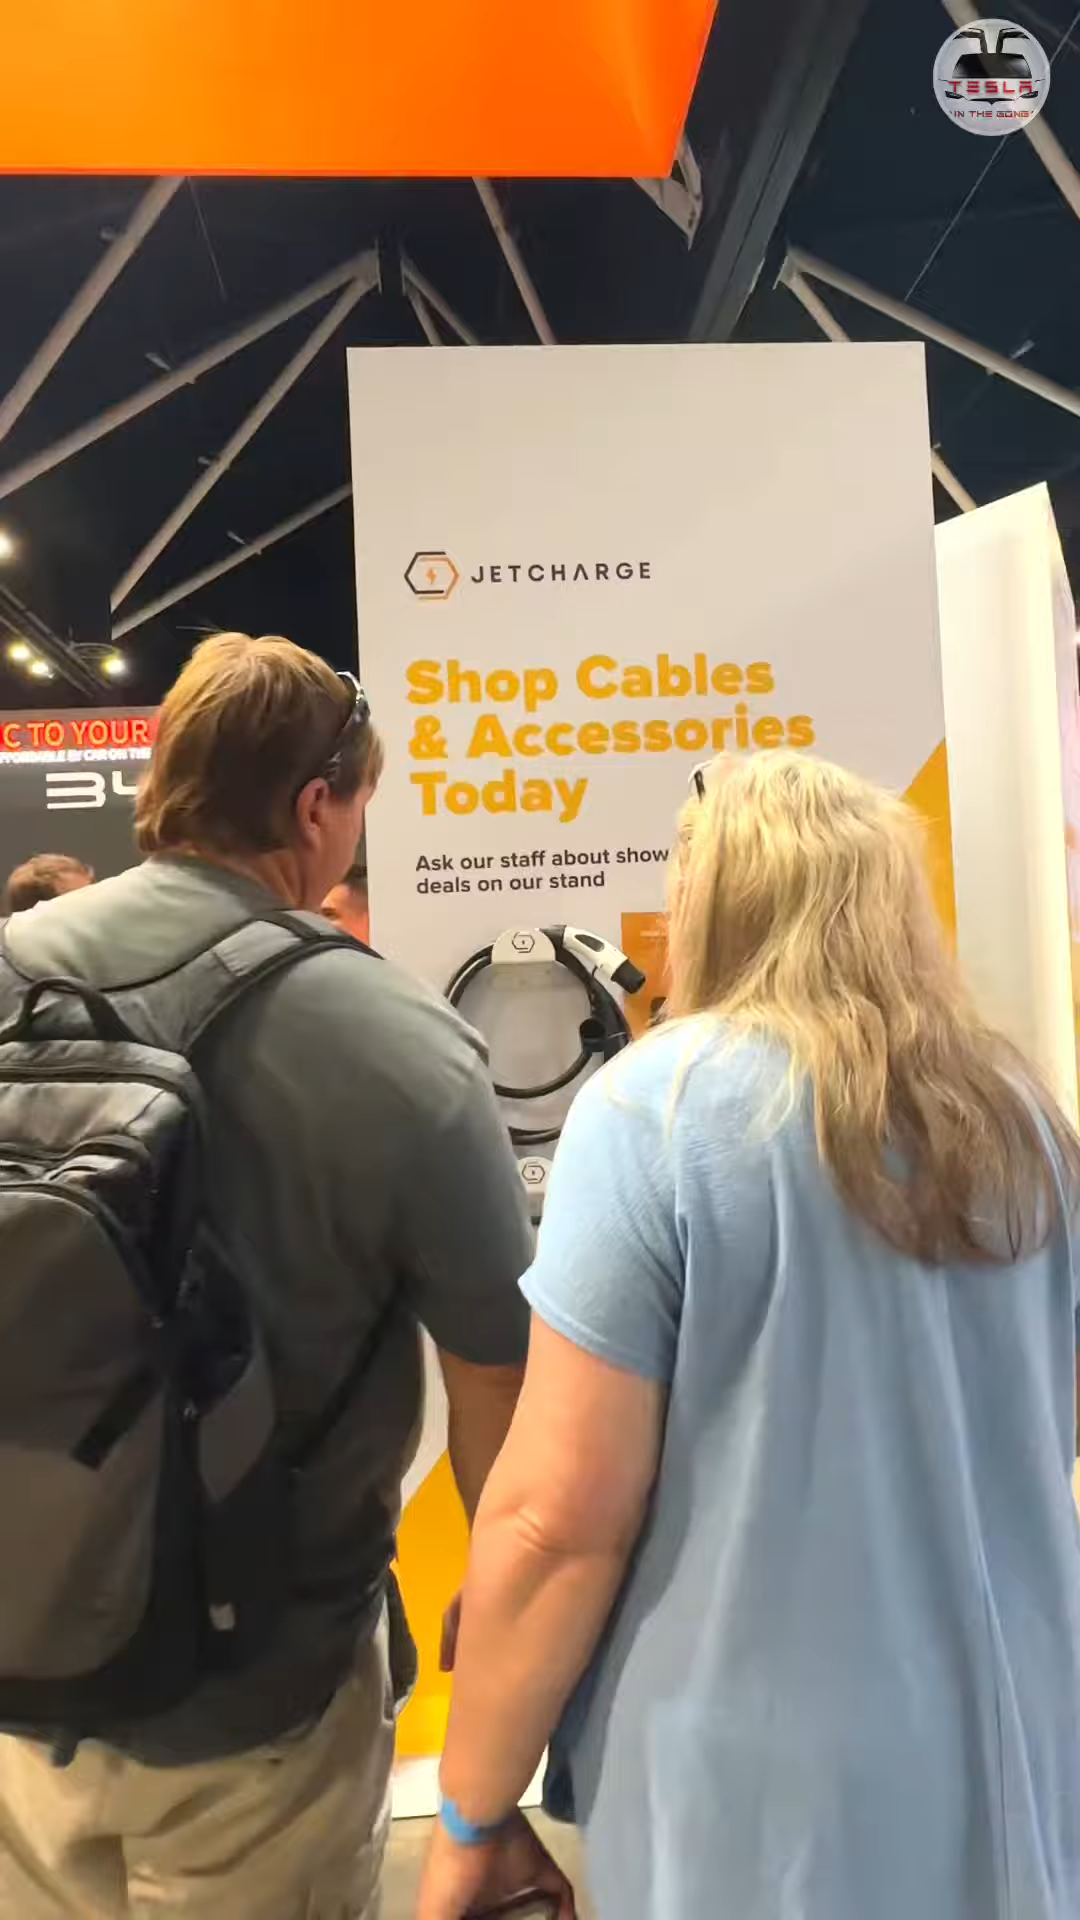 TESLA
IN THE GONG
JETCHARGE
Shop Cables
& Accessories
Today
Ask our staff about show
deals on our stand
C TO YOUR